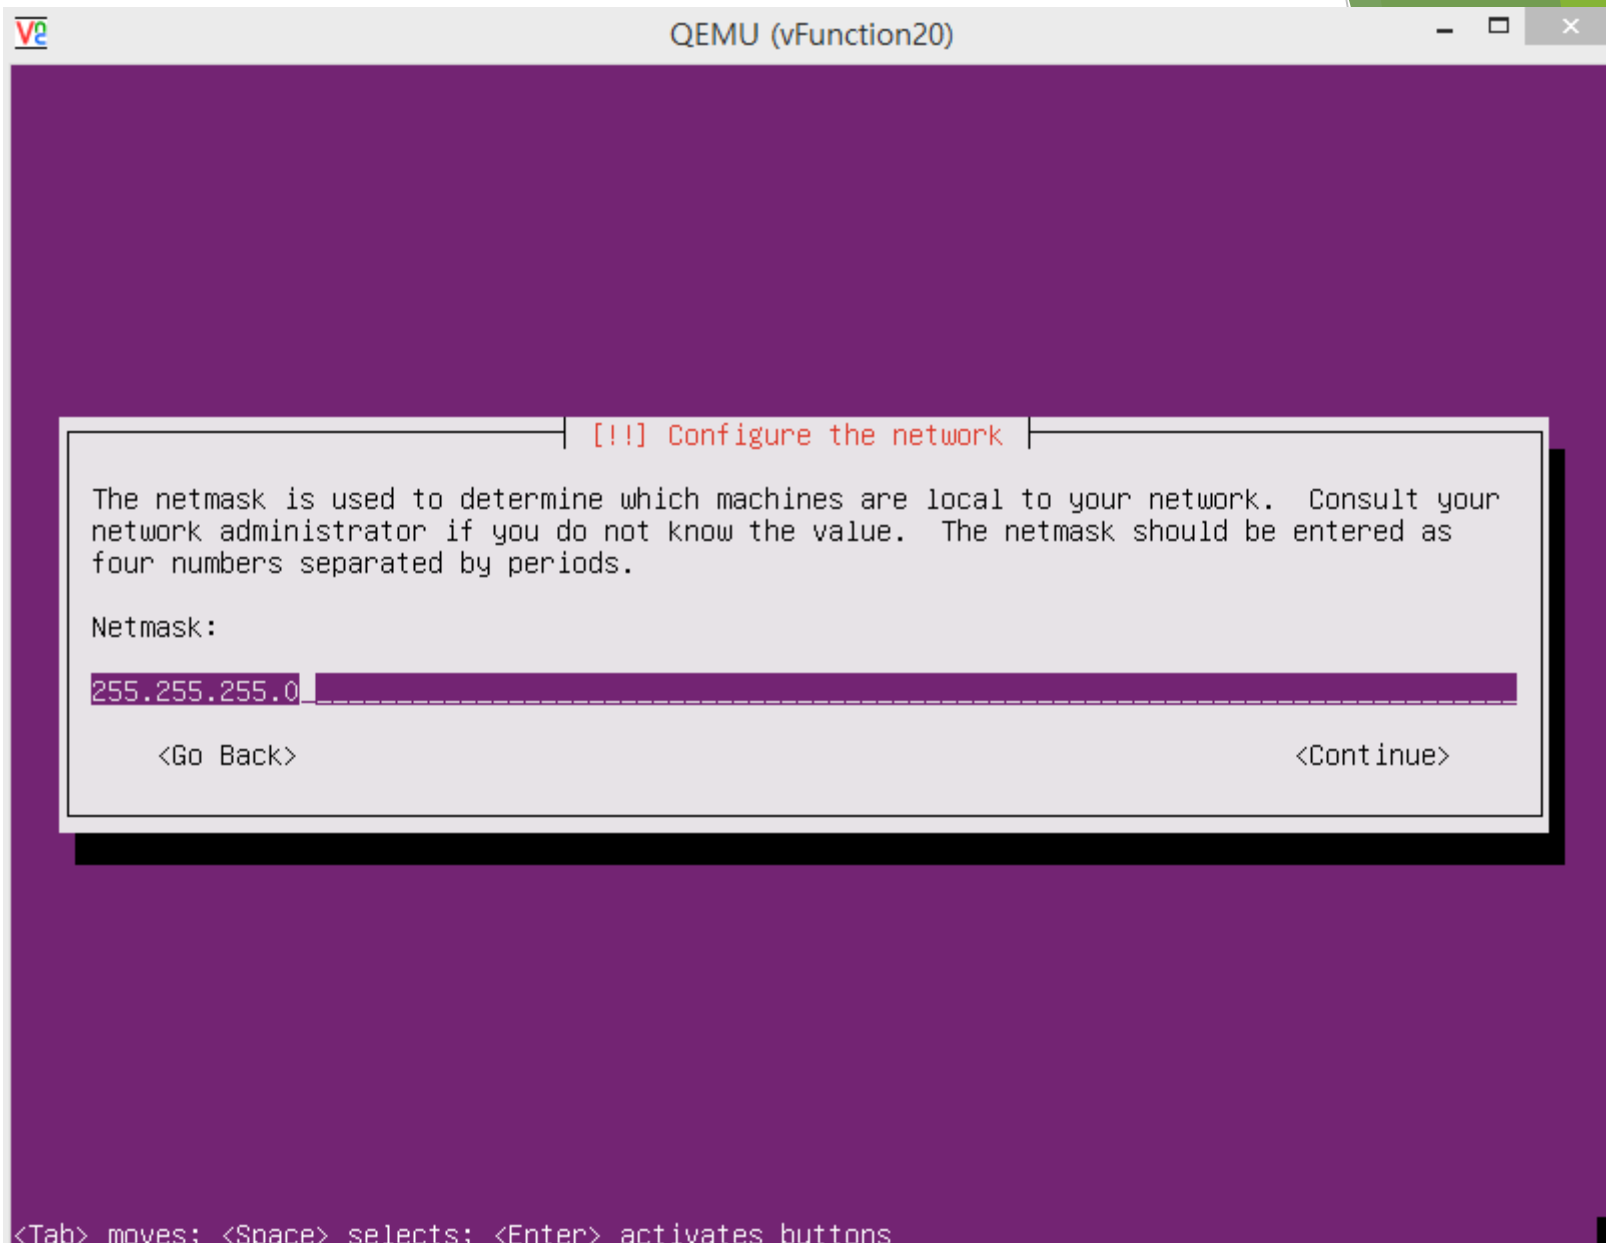 QEMU (vFunction20)
[!!] Configure the network
The netmask is used to determine which machines are local to your network.  Consult your
network administrator if you do not know the value.  The netmask should be entered as
four numbers separated by periods.
Netmask:
255.255.255.0
<Go Back> <Continue>
<Tab> moves; <Space> selects; <Enter> activates buttons